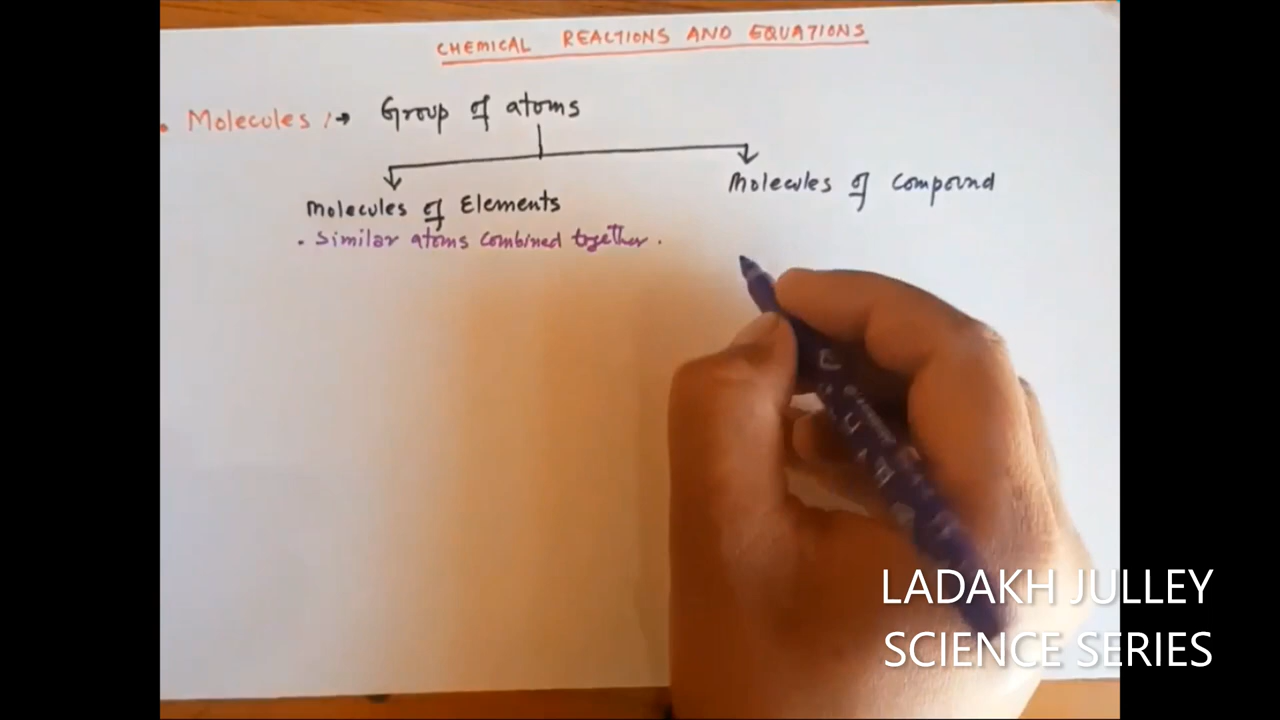 CHEMICAL REACTIONS AND EQUATIONS
• Molecules :→ Group of atoms
Molecules of Elements
Molecules of Compound
• Similar atoms combined together.
LADAKH JULLEY
SCIENCE SERIES